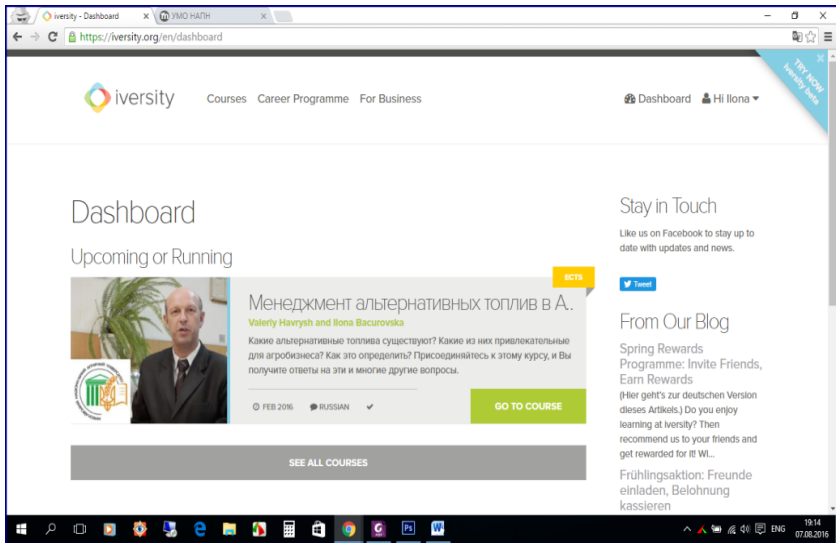 iversity - Dashboard
УМО НАПН
https://iversity.org/en/dashboard
TRY NOW
iversity beta
iversity
Courses Career Programme For Business
Dashboard Hi Ilona
Dashboard
Upcoming or Running
ECTS
Менеджмент альтернативных топлив в А..
Valeriy Havrysh and Ilona Bacurovska
Какие альтернативные топлива существуют? Какие из них привлекательные
для агробизнеса? Как это определить? Присоединяйтесь к этому курсу, и Вы
получите ответы на эти и многие другие вопросы.
FEB 2016 RUSSIAN
GO TO COURSE
SEE ALL COURSES
Stay in Touch
Like us on Facebook to stay up to
date with updates and news.
Tweet
From Our Blog
Spring Rewards
Programme: Invite Friends,
Earn Rewards
(Hier geht's zur deutschen Version
dieses Artikels.) Do you enjoy
learning at iversity? Then
recommend us to your friends and
get rewarded for it! Wi...
Frühlingsaktion: Freunde
einladen, Belohnung
kassieren
ENG
19:14
07.08.2016